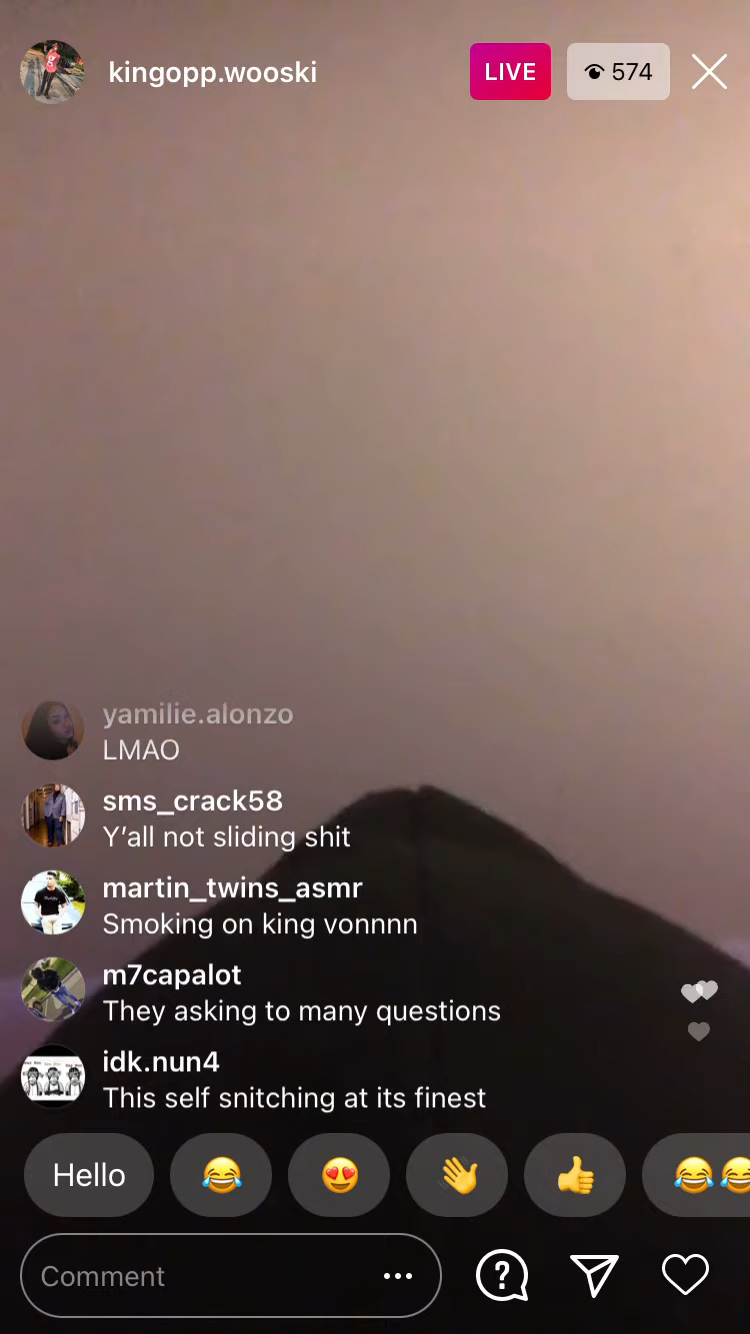 kingopp.wooski
LIVE
574
yamilie.alonzo
LMAO
sms_crack58
Y’all not sliding shit
martin_twins_asmr
Smoking on king vonnnn
m7capalot
They asking to many questions
idk.nun4
This self snitching at its finest
Hello
Comment